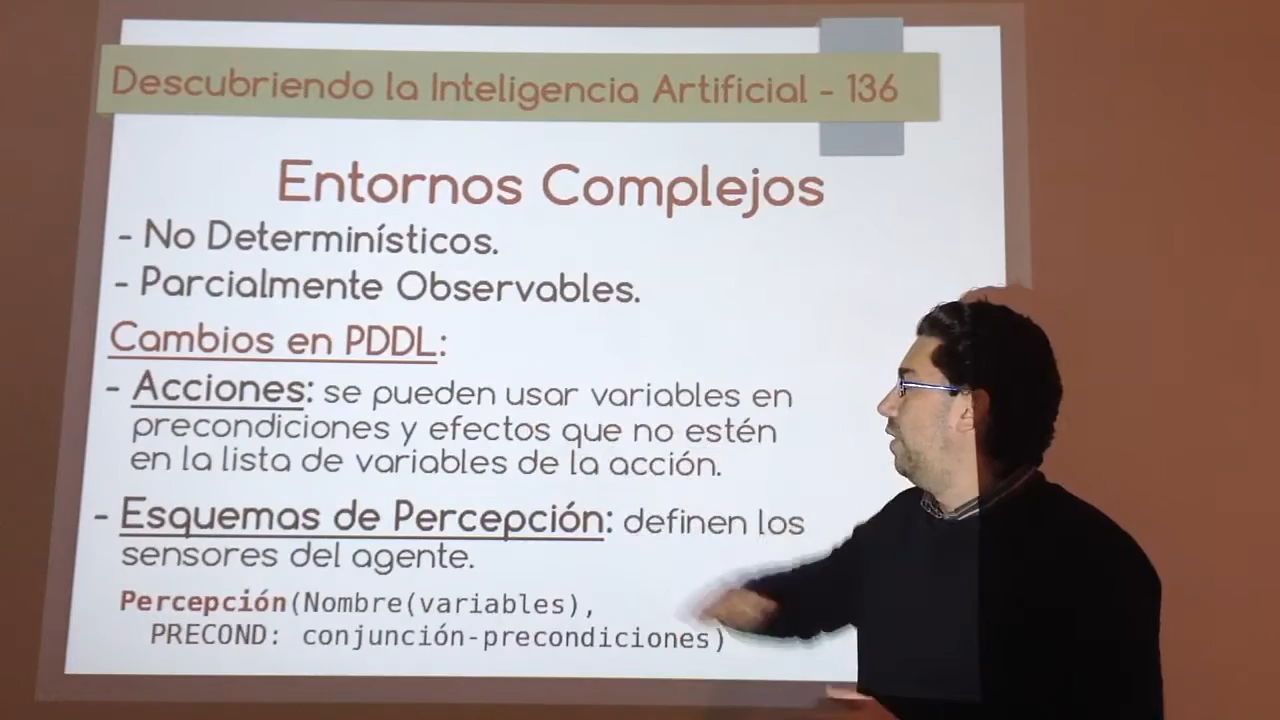 Descubriendo la Inteligencia Artificial - 136
Entornos Complejos
- No Determinísticos.
- Parcialmente Observables.
Cambios en PDDL:
- Acciones: se pueden usar variables en
precondiciones y efectos que no estén
en la lista de variables de la acción.
- Esquemas de Percepción: definen los
sensores del agente.
Percepción(Nombre(variables),
PRECOND: conjunción-precondiciones)